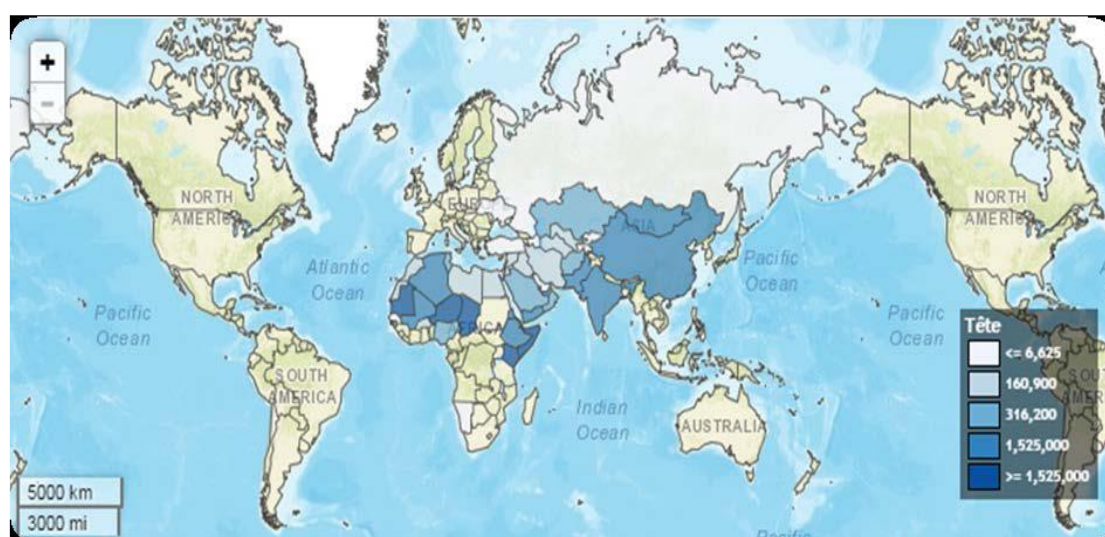 +
−
NORTH
AMERICA
Atlantic
Ocean
Pacific
Ocean
SOUTH
AMERICA
ASIA
Pacific
Ocean
Indian
Ocean
AUSTRALIA
NORTH
AMERICA
Pacific
Ocean
Tête
<= 6,625
160,900
316,200
1,525,000
>= 1,525,000
5000 km
3000 mi
Pacific